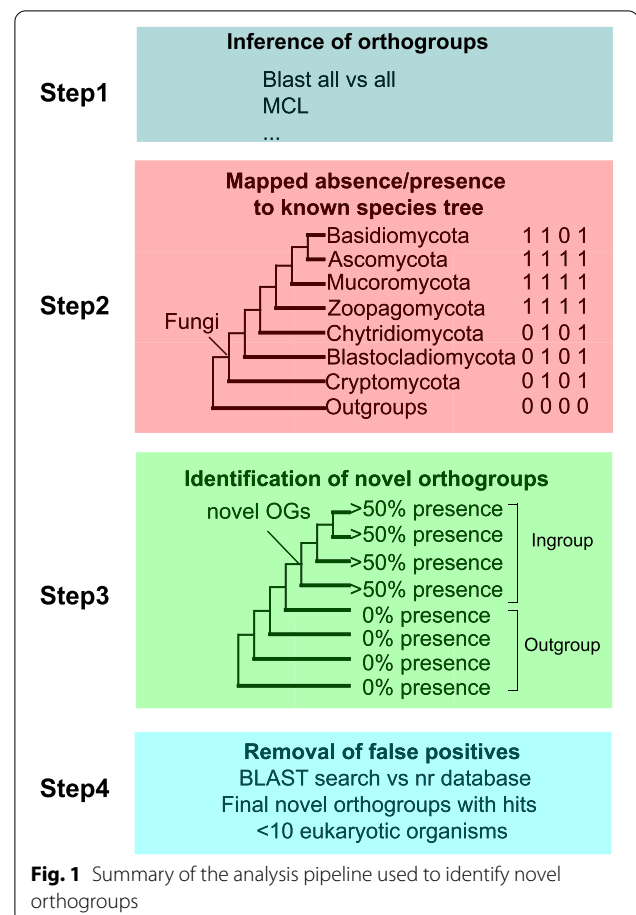 Step1
Inference of orthogroups
Blast all vs all
MCL
...
Step2
Mapped absence/presence
to known species tree
Fungi
Basidiomycota 1 1 0 1
Ascomycota 1 1 1 1
Mucoromycota 1 1 1 1
Zoopagomycota 1 1 1 1
Chytridiomycota 0 1 0 1
Blastocladiomycota 0 1 0 1
Cryptomycota 0 1 0 1
Outgroups 0 0 0 0
Step3
Identification of novel orthogroups
novel OGs
>50% presence
>50% presence
>50% presence
>50% presence
Ingroup
0% presence
0% presence
0% presence
0% presence
Outgroup
Step4
Removal of false positives
BLAST search vs nr database
Final novel orthogroups with hits
<10 eukaryotic organisms
Fig. 1 Summary of the analysis pipeline used to identify novel
orthogroups